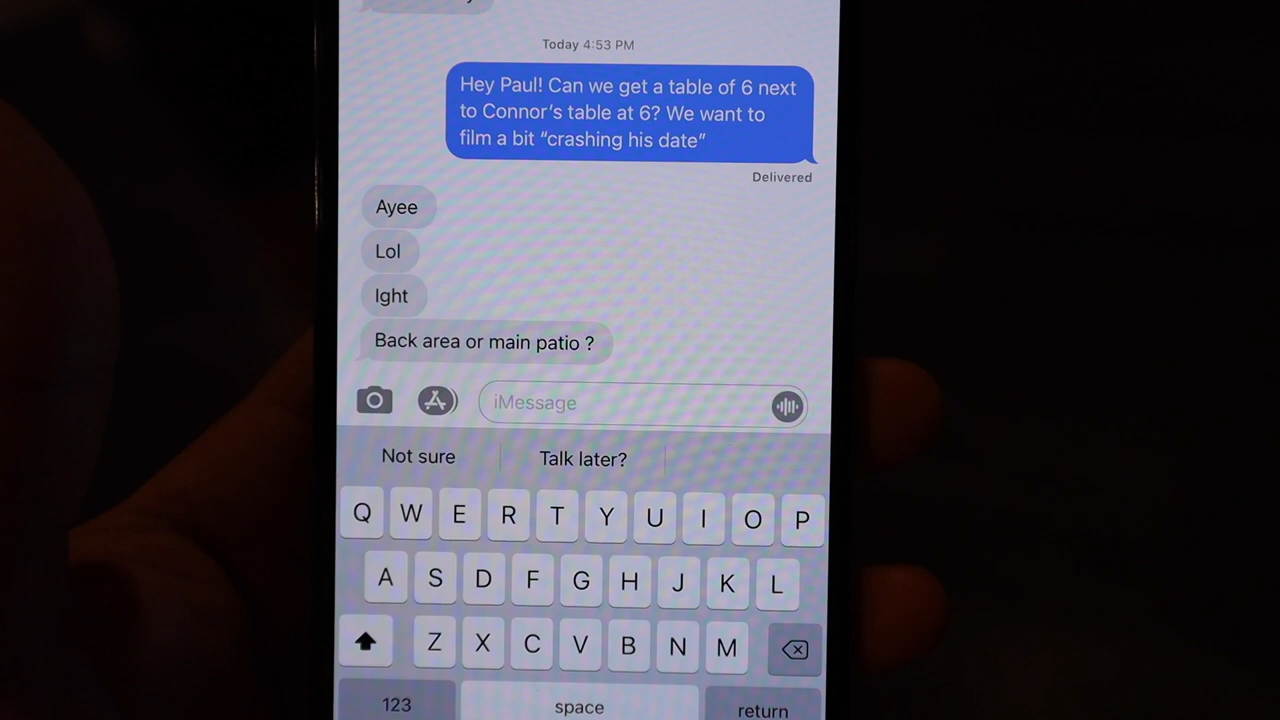 Today 4:53 PM
Hey Paul! Can we get a table of 6 next
to Connor's table at 6? We want to
film a bit “crashing his date”
Delivered
Ayee
Lol
Ight
Back area or main patio ?
iMessage
Not sure Talk later?
Q W E R T Y U I O P
A S D F G H J K L
Z X C V B N M
123 space return